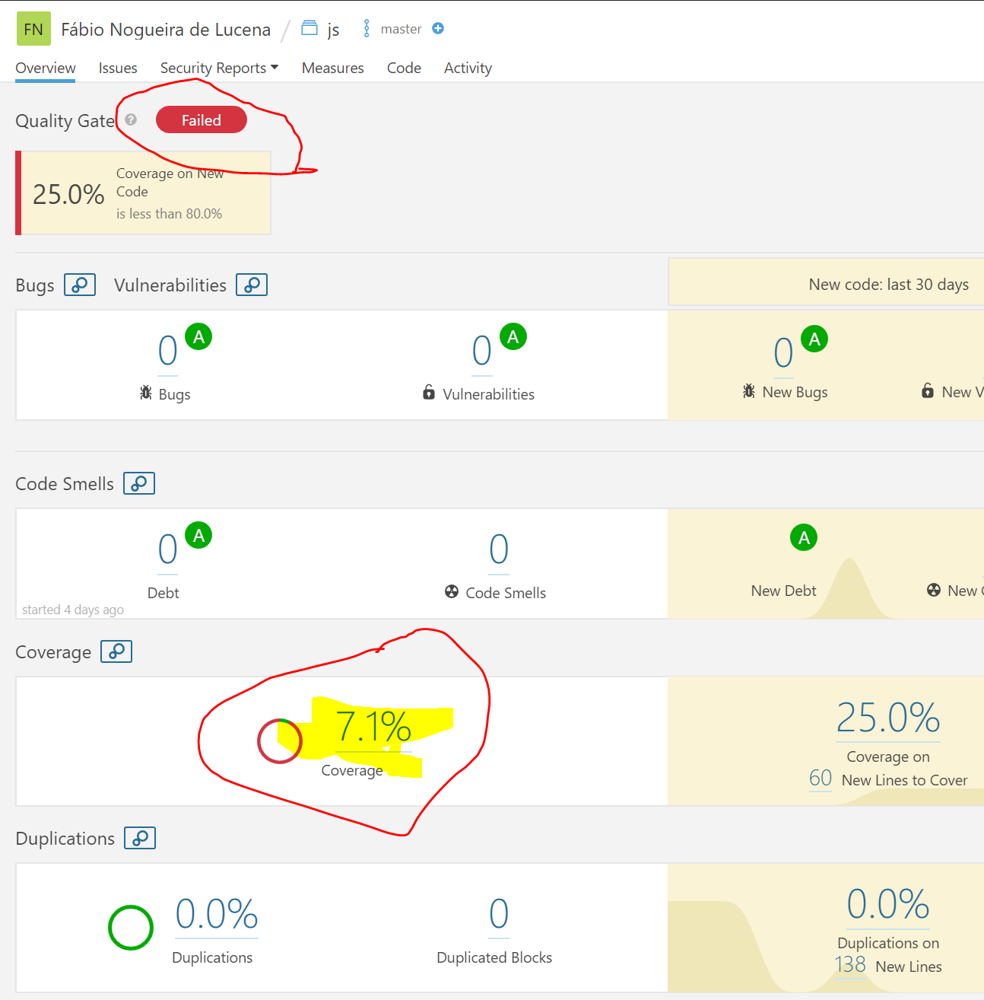 FN Fábio Nogueira de Lucena / js master
Overview Issues Security Reports Measures Code Activity
Quality Gate ? Failed
25.0% Coverage on New
Code
is less than 80.0%
Bugs Vulnerabilities
New code: last 30 days
0 A 0 A 0 A
Bugs Vulnerabilities New Bugs New V
Code Smells
0 A 0 A
Debt Code Smells New Debt New
started 4 days ago
Coverage
7.1% 25.0%
Coverage Coverage on
60 New Lines to Cover
Duplications
0.0% 0 0.0%
Duplications Duplicated Blocks Duplications on
138 New Lines